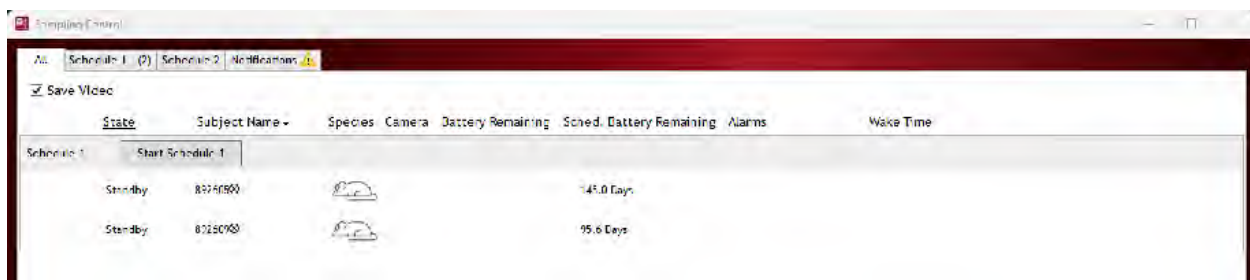 Sampling Control
All Schedule 1 (2) Schedule 2 Notifications
Save Video
State Subject Name Species Camera Battery Remaining Sched. Battery Remaining Alarms Wake Time
Schedule 1 Start Schedule 1
Standby 145.0 Days
Standby 95.6 Days